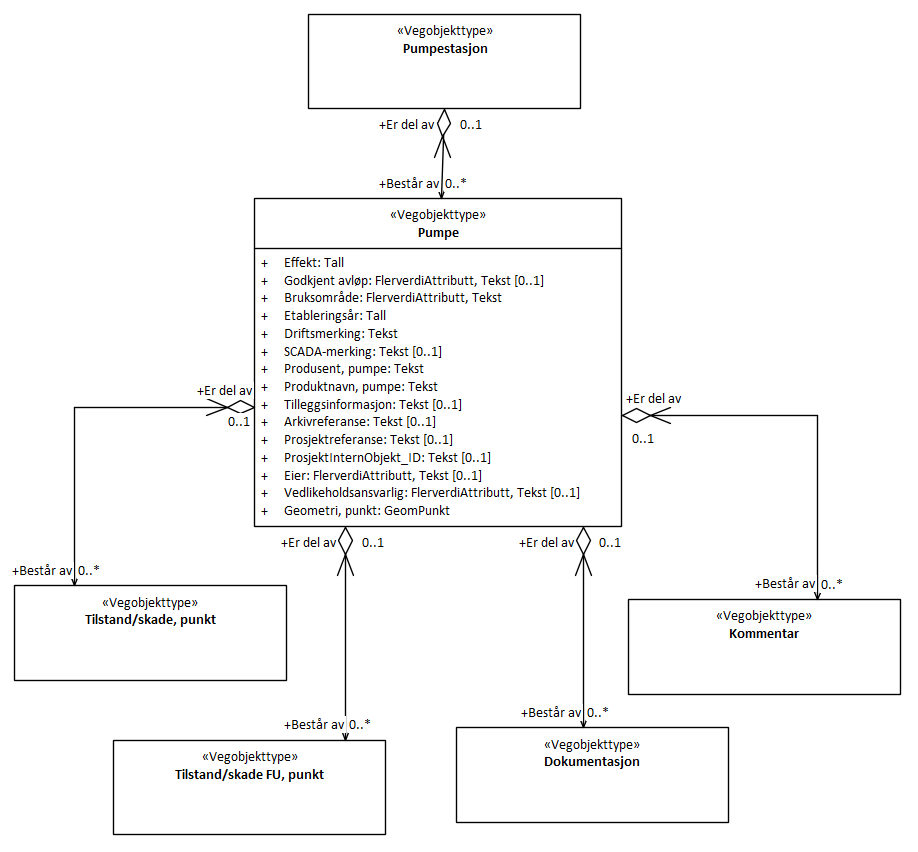 «Vegobjekttype»
Pumpestasjon
+Er del av 0..1
+Består av 0..*
«Vegobjekttype»
Pumpe
+ Effekt: Tall
+ Godkjent avløp: FlerverdiAttributt, Tekst [0..1]
+ Bruksområde: FlerverdiAttributt, Tekst
+ Etableringsår: Tall
+ Driftsmerking: Tekst
+ SCADA-merking: Tekst [0..1]
+ Produsent, pumpe: Tekst
+ Produktnavn, pumpe: Tekst
+ Tilleggsinformasjon: Tekst [0..1]
+ Arkivreferanse: Tekst [0..1]
+ Prosjektreferanse: Tekst [0..1]
+ ProsjektInternObjekt_ID: Tekst [0..1]
+ Eier: FlerverdiAttributt, Tekst [0..1]
+ Vedlikeholdsansvarlig: FlerverdiAttributt, Tekst [0..1]
+ Geometri, punkt: GeomPunkt
+Er del av
0..1
+Er del av
0..1
+Er del av 0..1
+Er del av 0..1
+Består av 0..*
«Vegobjekttype»
Tilstand/skade, punkt
+Består av 0..*
«Vegobjekttype»
Kommentar
+Består av 0..*
«Vegobjekttype»
Tilstand/skade FU, punkt
+Består av 0..*
«Vegobjekttype»
Dokumentasjon